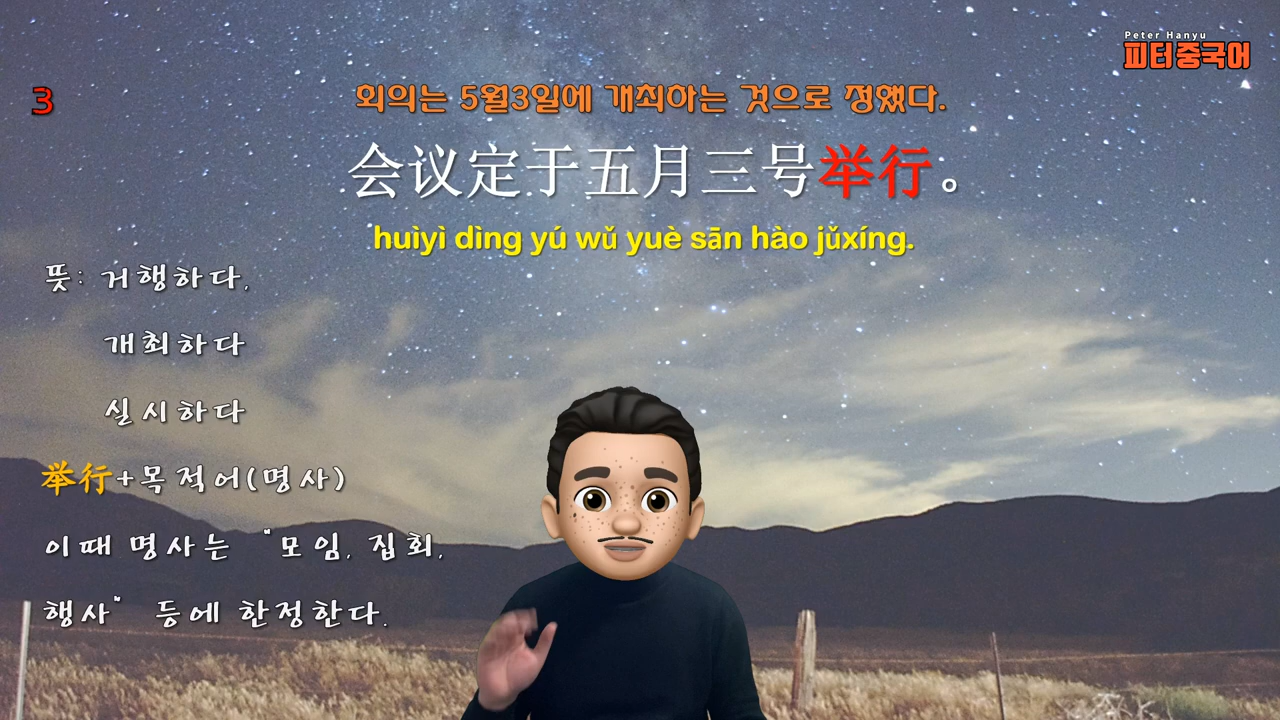 Peter Hanyu
피터중국어
3
회의는 5월3일에 개최하는 것으로 정했다.
会议定于五月三号举行。
huìyì dìng yú wǔ yuè sān hào jǔxíng.
뜻: 거행하다,
개최하다
실시하다
举行+목적어(명사)
이때 명사는 "모임, 집회,
행사" 등에 한정한다.